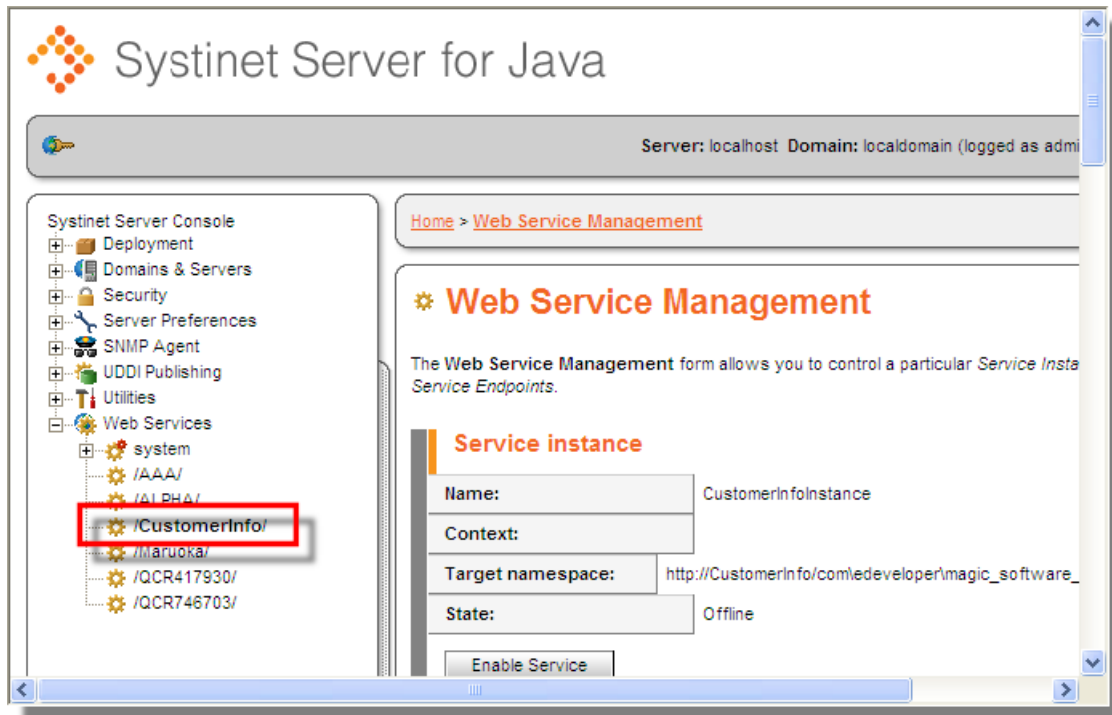 Systinet Server for Java
Server: localhost Domain: localdomain (logged as admi
Systinet Server Console
Deployment
Domains & Servers
Security
Server Preferences
SNMP Agent
UDDI Publishing
Utilities
Web Services
system
/AAA/
/ALPHA/
/CustomerInfo/
/Maruoka/
/QCR417930/
/QCR746703/
Home > Web Service Management
Web Service Management
The Web Service Management form allows you to control a particular Service Insta
Service Endpoints.
Service instance
Name: CustomerInfoInstance
Context:
Target namespace: http://CustomerInfo/com\edeveloper\magic_software_
State: Offline
Enable Service